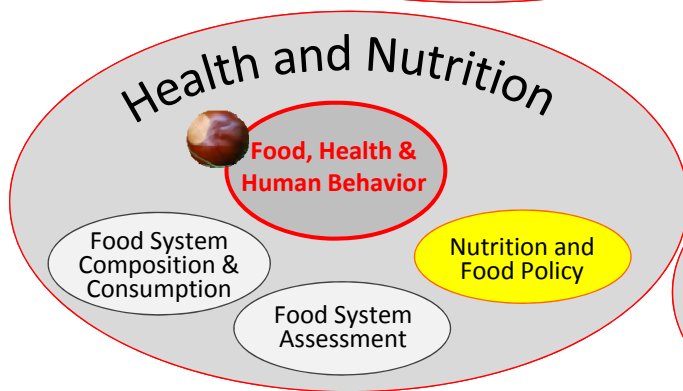 Health and Nutrition
Food, Health &
Human Behavior
Food System
Composition &
Consumption
Nutrition and
Food Policy
Food System
Assessment